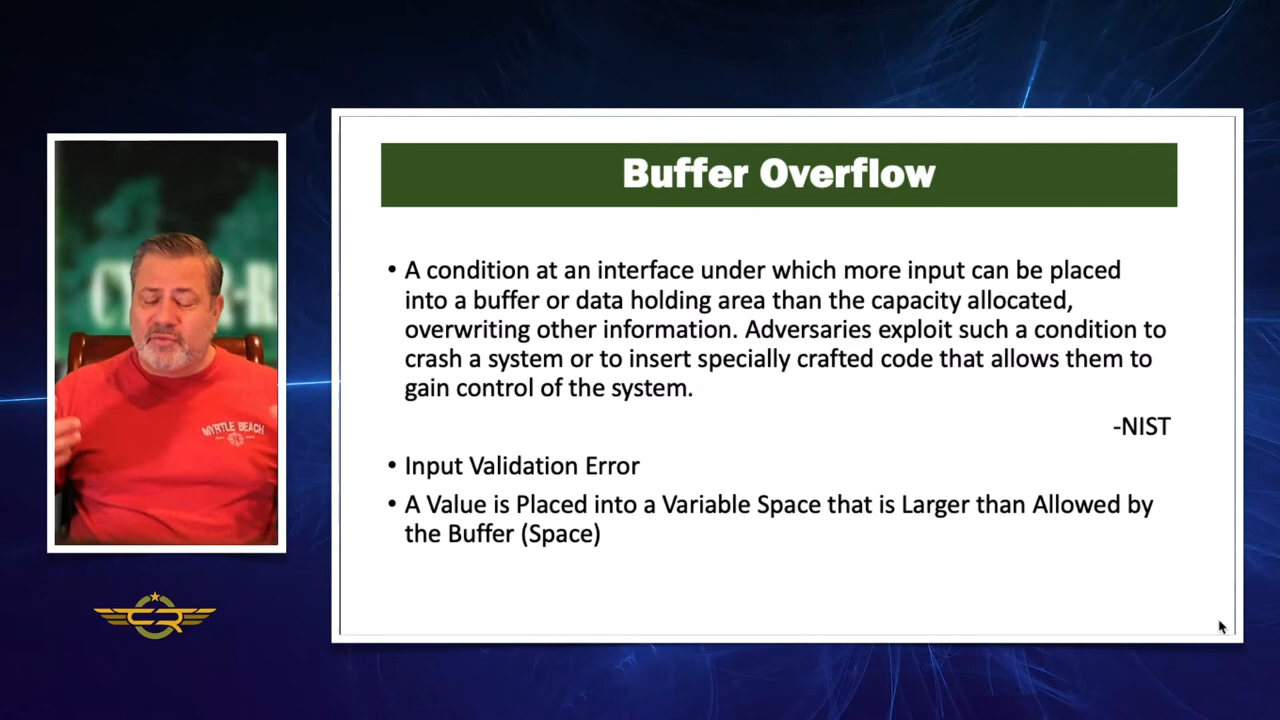 Buffer Overflow
• A condition at an interface under which more input can be placed
into a buffer or data holding area than the capacity allocated,
overwriting other information. Adversaries exploit such a condition to
crash a system or to insert specially crafted code that allows them to
gain control of the system.
-NIST
• Input Validation Error
• A Value is Placed into a Variable Space that is Larger than Allowed by
the Buffer (Space)
MYRTLE BEACH
CR